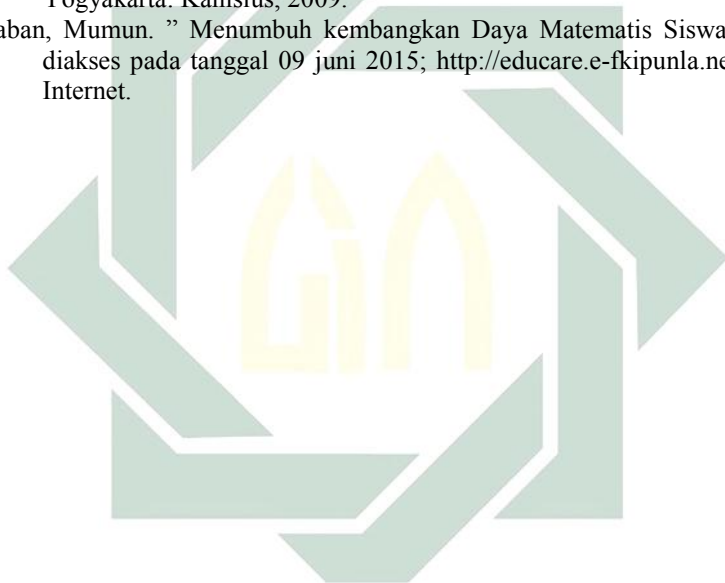 Yogyakarta: Kanisius, 2009.
aban, Mumun. ” Menumbuh kembangkan Daya Matematis Siswa
diakses pada tanggal 09 juni 2015; http://educare.e-fkipunla.ne
Internet.